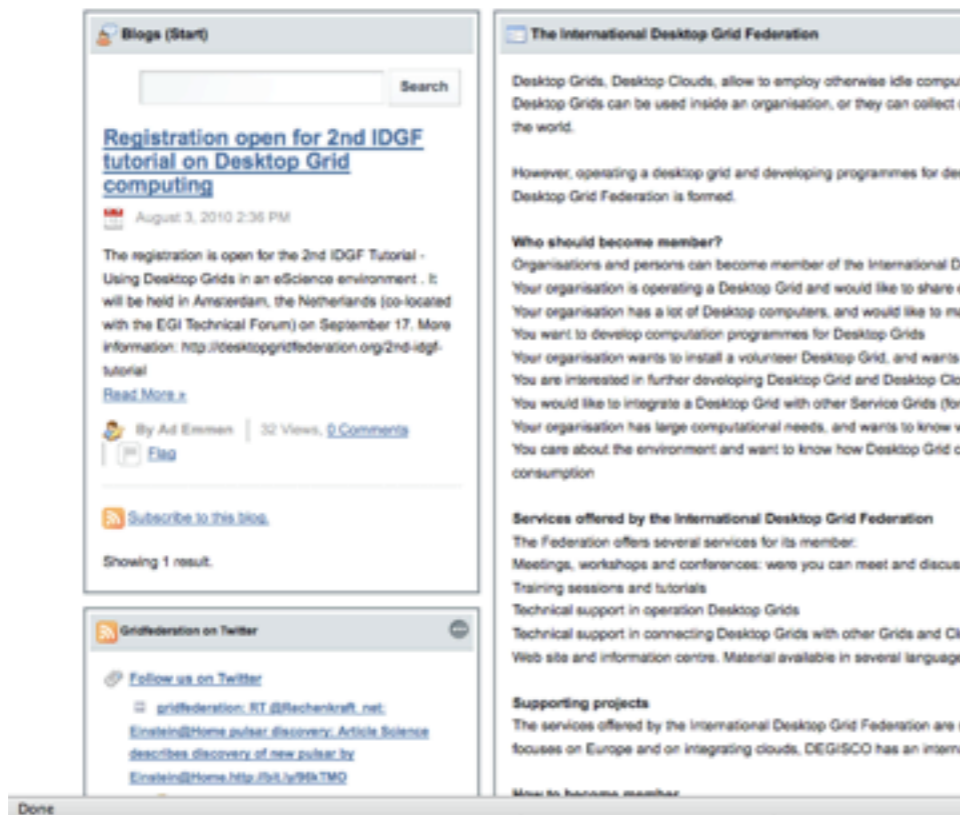 Blogs (Start)
Search
Registration open for 2nd IDGF
tutorial on Desktop Grid
computing
August 3, 2010 2:36 PM
The registration is open for the 2nd IDGF Tutorial -
Using Desktop Grids in an eScience environment . It
will be held in Amsterdam, the Netherlands (co-located
with the EGI Technical Forum) on September 17. More
information: http://desktopgridfederation.org/2nd-idgf-
tutorial
Read More »
By Ad Emmen 32 Views, 0 Comments
Flag
Subscribe to this blog.
Showing 1 result.
Gridfederation on Twitter
Follow us on Twitter
gridfederation: RT @Rechenkraft_net:
Einstein@Home pulsar discovery: Article Science
describes discovery of new pulsar by
Einstein@Home.http://bit.ly/96kTMO
The International Desktop Grid Federation
Desktop Grids, Desktop Clouds, allow to employ otherwise idle comput
Desktop Grids can be used inside an organisation, or they can collect
the world.
However, operating a desktop grid and developing programmes for de
Desktop Grid Federation is formed.
Who should become member?
Organisations and persons can become member of the International D
Your organisation is operating a Desktop Grid and would like to share
Your organisation has a lot of Desktop computers, and would like to ma
You want to develop computation programmes for Desktop Grids
Your organisation wants to install a volunteer Desktop Grid, and wants
You are interested in further developing Desktop Grid and Desktop Clo
You would like to integrate a Desktop Grid with other Service Grids (for
Your organisation has large computational needs, and wants to know
You care about the environment and want to know how Desktop Grid c
consumption
Services offered by the International Desktop Grid Federation
The Federation offers several services for its member:
Meetings, workshops and conferences: were you can meet and discus
Training sessions and tutorials
Technical support in operation Desktop Grids
Technical support in connecting Desktop Grids with other Grids and Cl
Web site and information centre. Material available in several language
Supporting projects
The services offered by the International Desktop Grid Federation are
focuses on Europe and on integrating clouds, DEGISCO has an interna
How to become member
Done